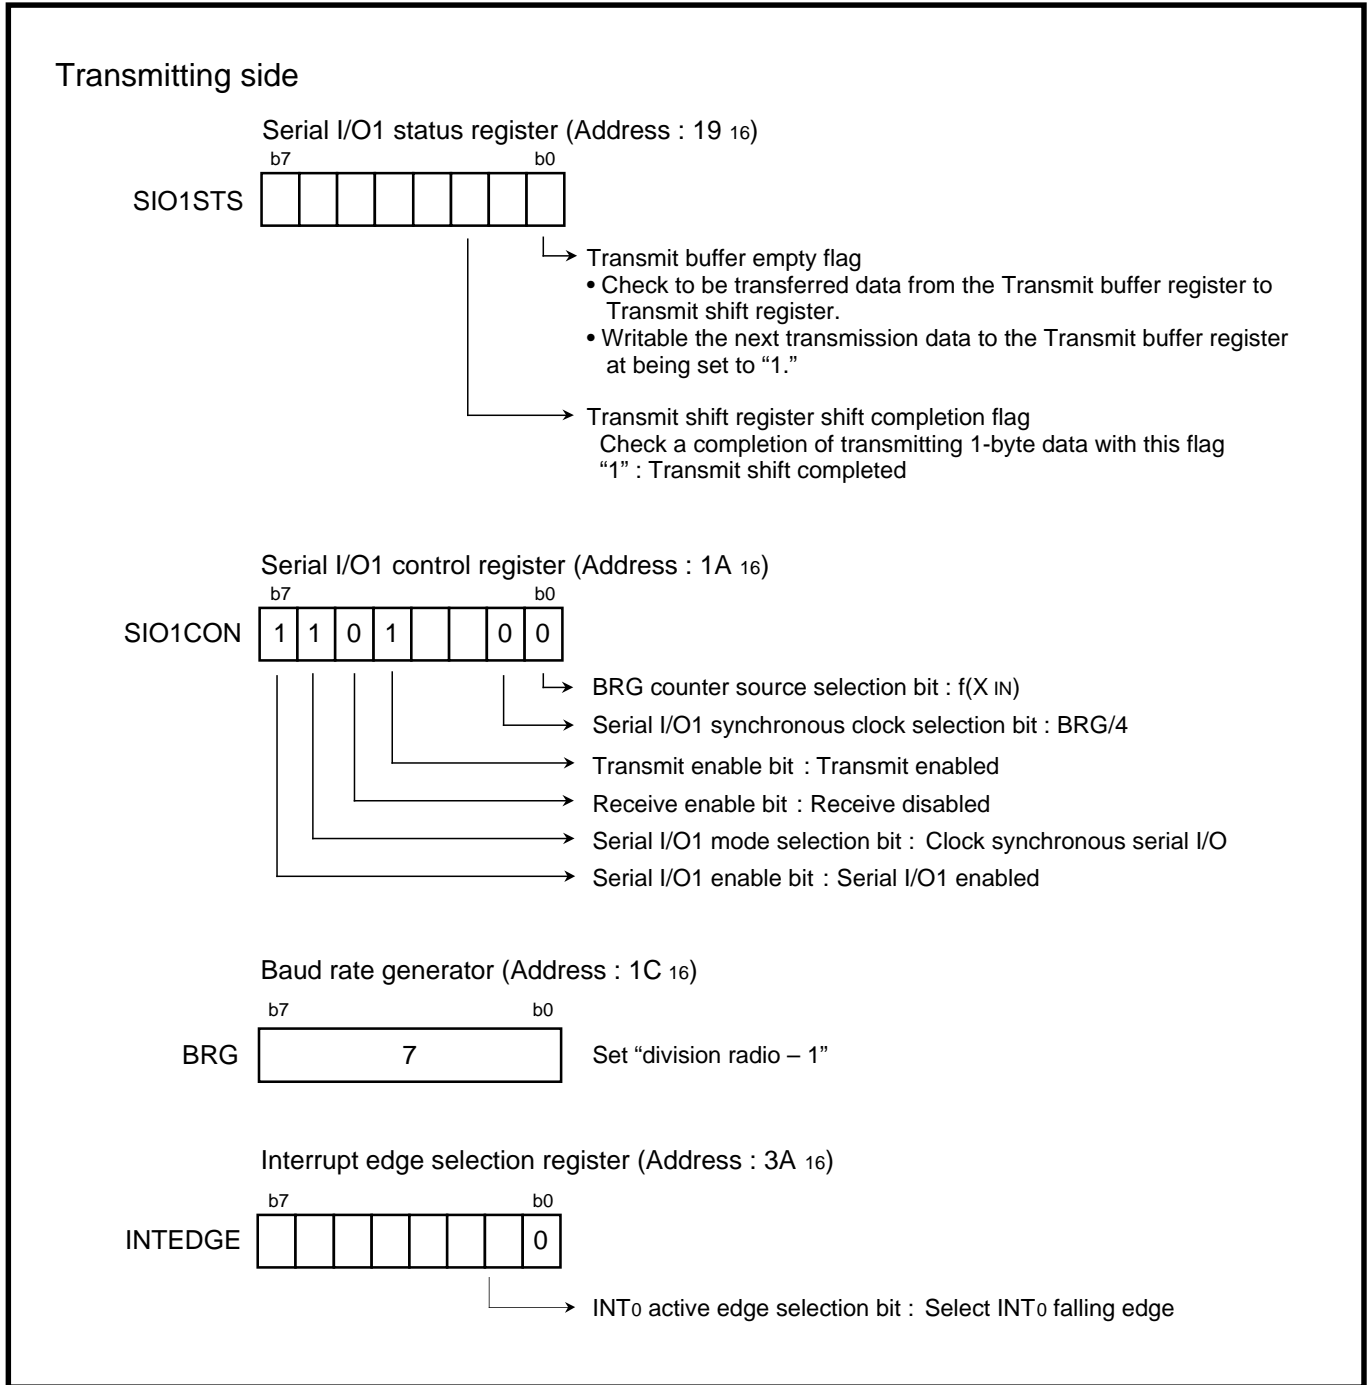 Transmitting side
Serial I/O1 status register (Address : 19 16)
b7 b0
SIO1STS
Transmit buffer empty flag
• Check to be transferred data from the Transmit buffer register to
Transmit shift register.
• Writable the next transmission data to the Transmit buffer register
at being set to “1.”
Transmit shift register shift completion flag
Check a completion of transmitting 1-byte data with this flag
“1” : Transmit shift completed
Serial I/O1 control register (Address : 1A 16)
b7 b0
SIO1CON 1 1 0 1 0 0
BRG counter source selection bit : f(X IN)
Serial I/O1 synchronous clock selection bit : BRG/4
Transmit enable bit : Transmit enabled
Receive enable bit : Receive disabled
Serial I/O1 mode selection bit : Clock synchronous serial I/O
Serial I/O1 enable bit : Serial I/O1 enabled
Baud rate generator (Address : 1C 16)
b7 b0
BRG 7 Set “division radio – 1”
Interrupt edge selection register (Address : 3A 16)
b7 b0
INTEDGE 0
INT0 active edge selection bit : Select INT0 falling edge